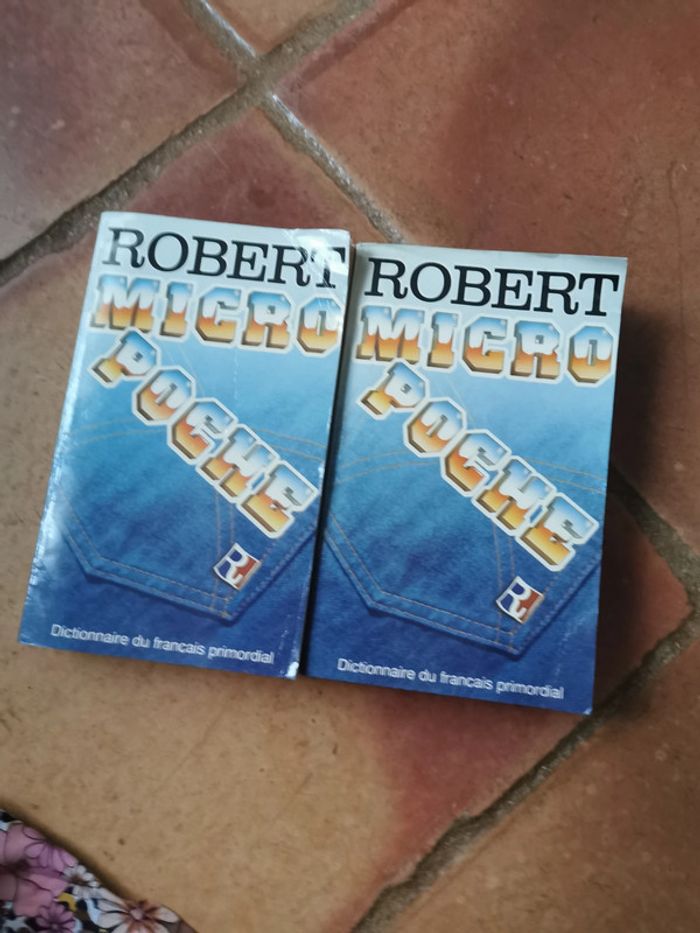 ROBERT
MICRO
POCHE
R
Dictionnaire du français primordial
ROBERT
MICRO
POCHE
R
Dictionnaire du français primordial